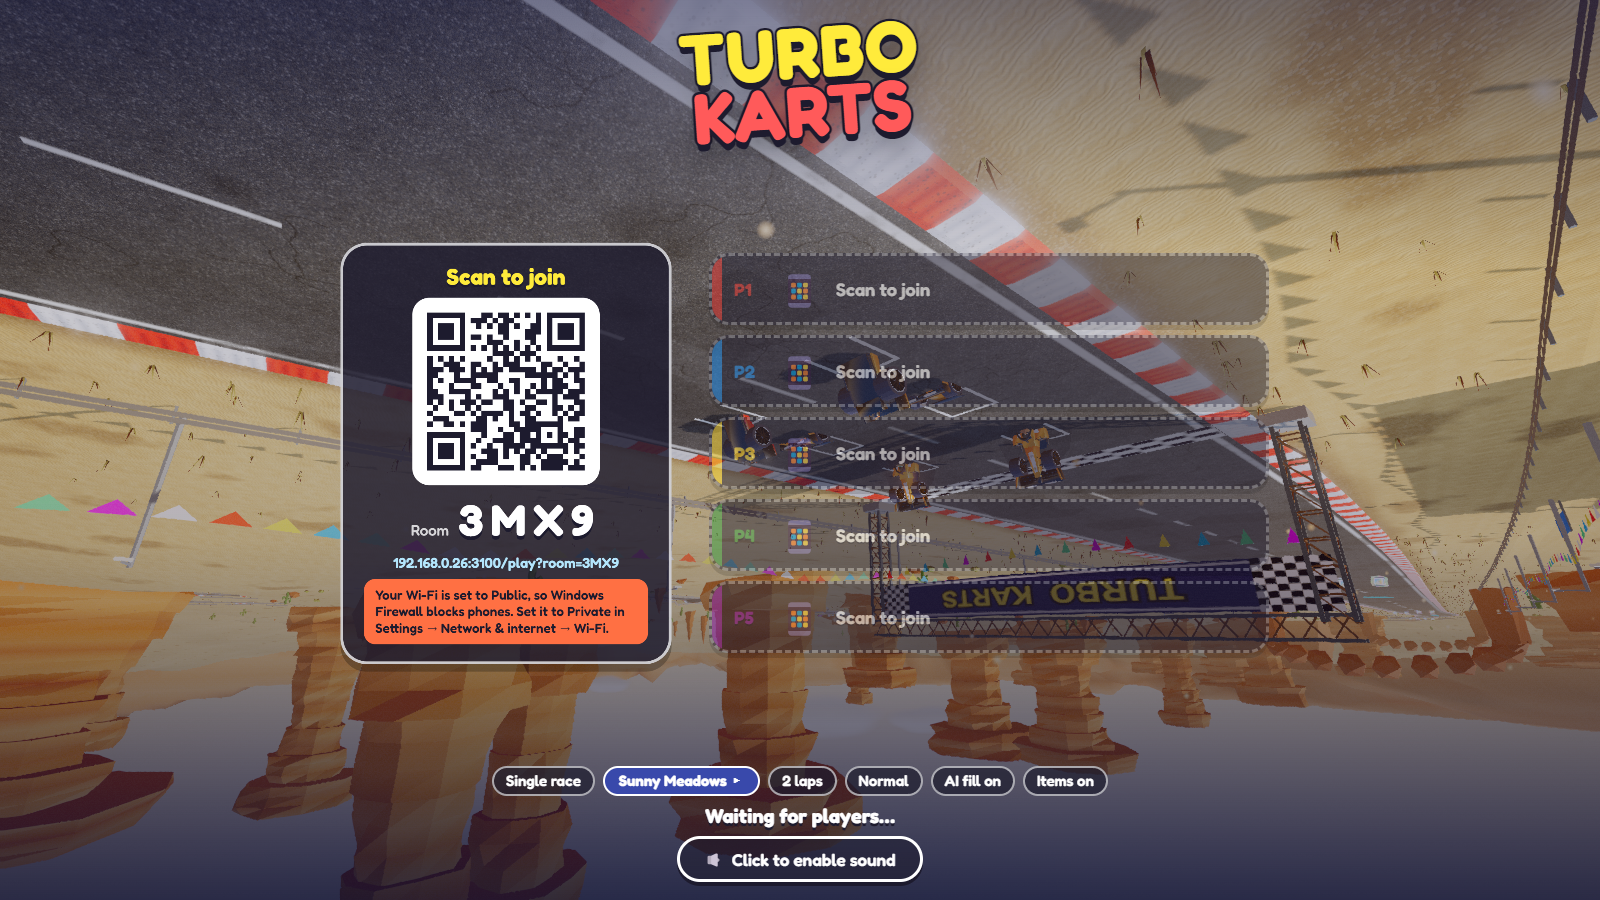 TURBO
KARTS
Scan to join
Room 3MX9
192.168.0.26:3100/play?room=3MX9
Your Wi-Fi is set to Public, so Windows
Firewall blocks phones. Set it to Private in
Settings → Network & internet → Wi-Fi.
P1 Scan to join
P2 Scan to join
P3 Scan to join
P4 Scan to join
P5 Scan to join
TURBO KARTS
Single race
Sunny Meadows ▸
2 laps
Normal
AI fill on
Items on
Waiting for players...
Click to enable sound